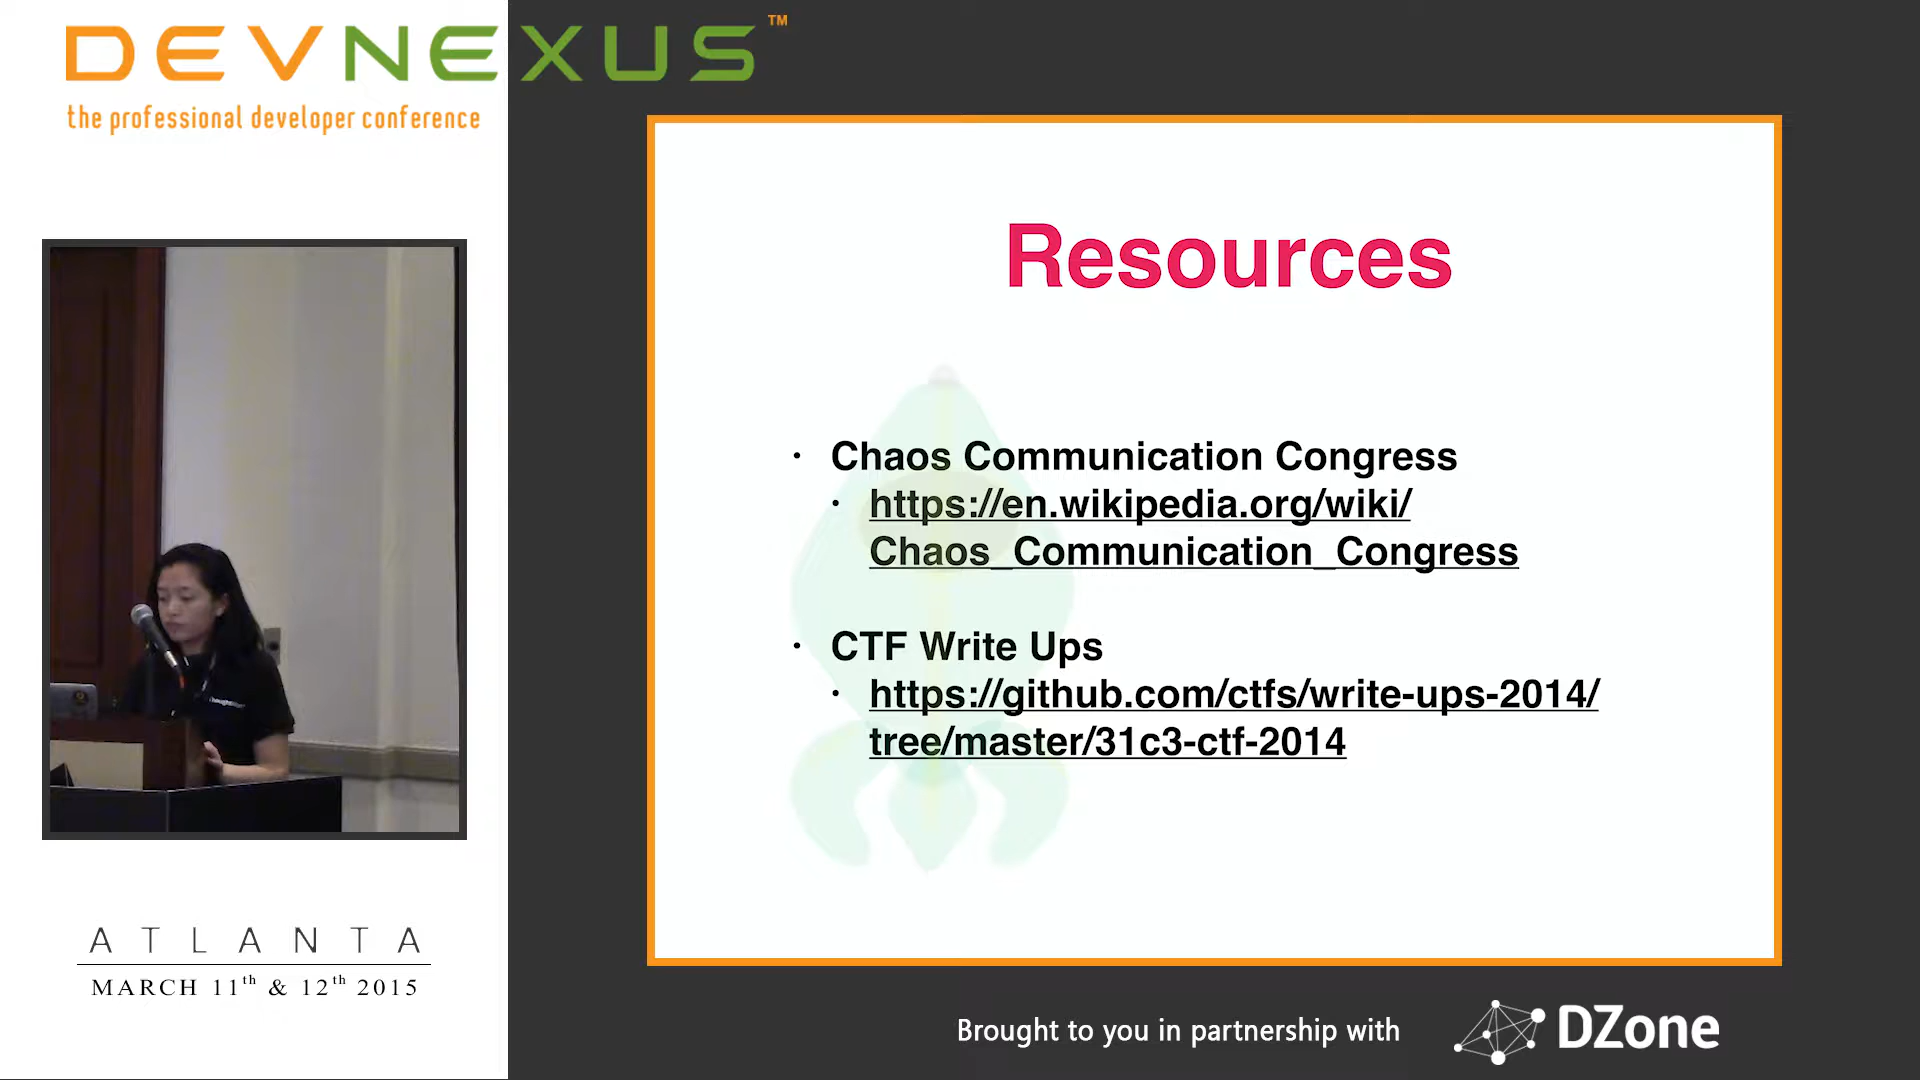 DEVNEXUS™
the professional developer conference
Resources
• Chaos Communication Congress
• https://en.wikipedia.org/wiki/
Chaos_Communication_Congress
• CTF Write Ups
• https://github.com/ctfs/write-ups-2014/
tree/master/31c3-ctf-2014
ATLANTA
MARCH 11th & 12th 2015
Brought to you in partnership with
DZone